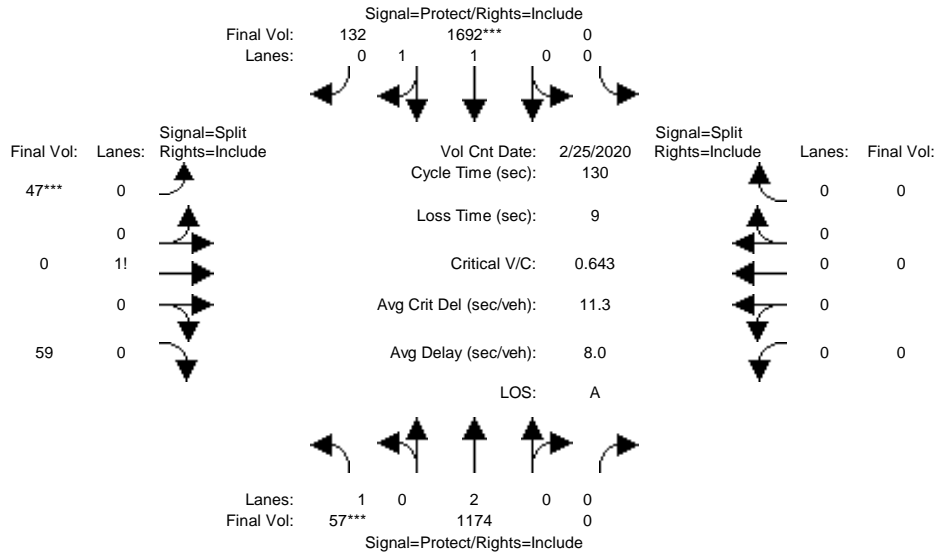 Signal=Protect/Rights=Include
Final Vol: 132 1692*** 0
Lanes: 0 1 1 0 0
Signal=Split Signal=Split
Final Vol: Lanes: Rights=Include Vol Cnt Date: 2/25/2020 Rights=Include Lanes: Final Vol:
Cycle Time (sec): 130
47*** 0 0 0
Loss Time (sec): 9
0 0
0 1! Critical V/C: 0.643 0 0
0 Avg Crit Del (sec/veh): 11.3 0
59 0 Avg Delay (sec/veh): 8.0 0 0
LOS: A
Lanes: 1 0 2 0 0
Final Vol: 57*** 1174 0
Signal=Protect/Rights=Include